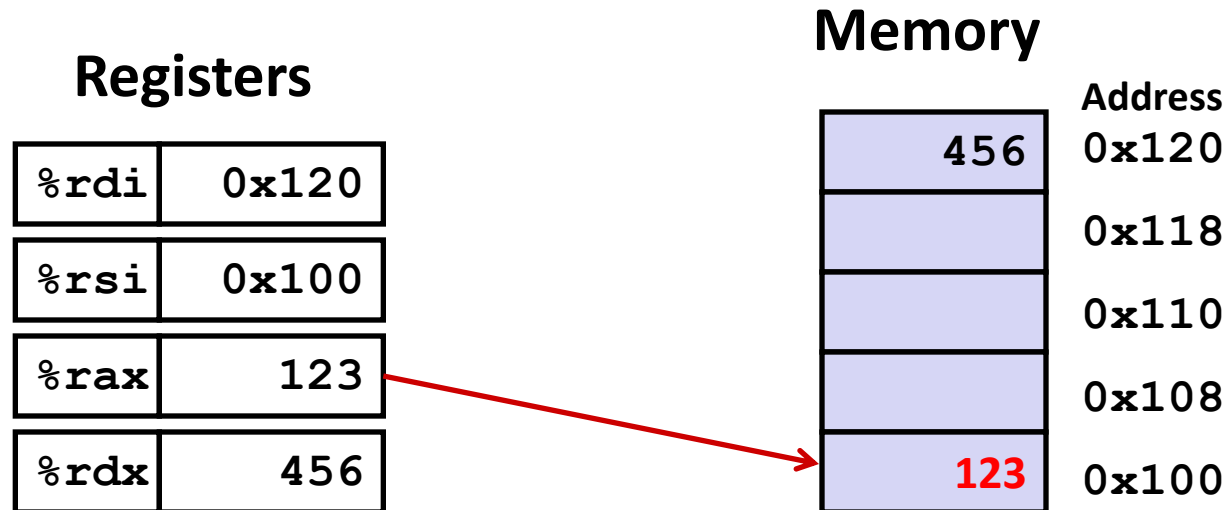 Registers
%rdi 0x120
%rsi 0x100
%rax 123
%rdx 456
Memory
Address
456 0x120
0x118
0x110
0x108
123 0x100